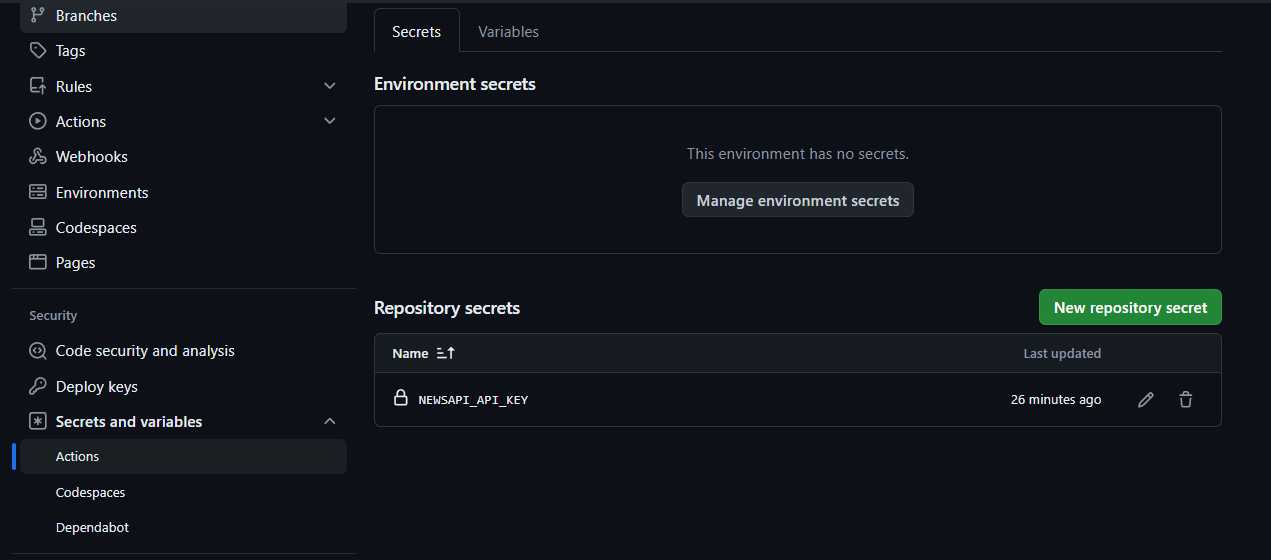 Branches
Tags
Rules
Actions
Webhooks
Environments
Codespaces
Pages
Security
Code security and analysis
Deploy keys
Secrets and variables
Actions
Codespaces
Dependabot
Secrets Variables
Environment secrets
This environment has no secrets.
Manage environment secrets
Repository secrets New repository secret
Name Last updated
NEWSAPI_API_KEY 26 minutes ago